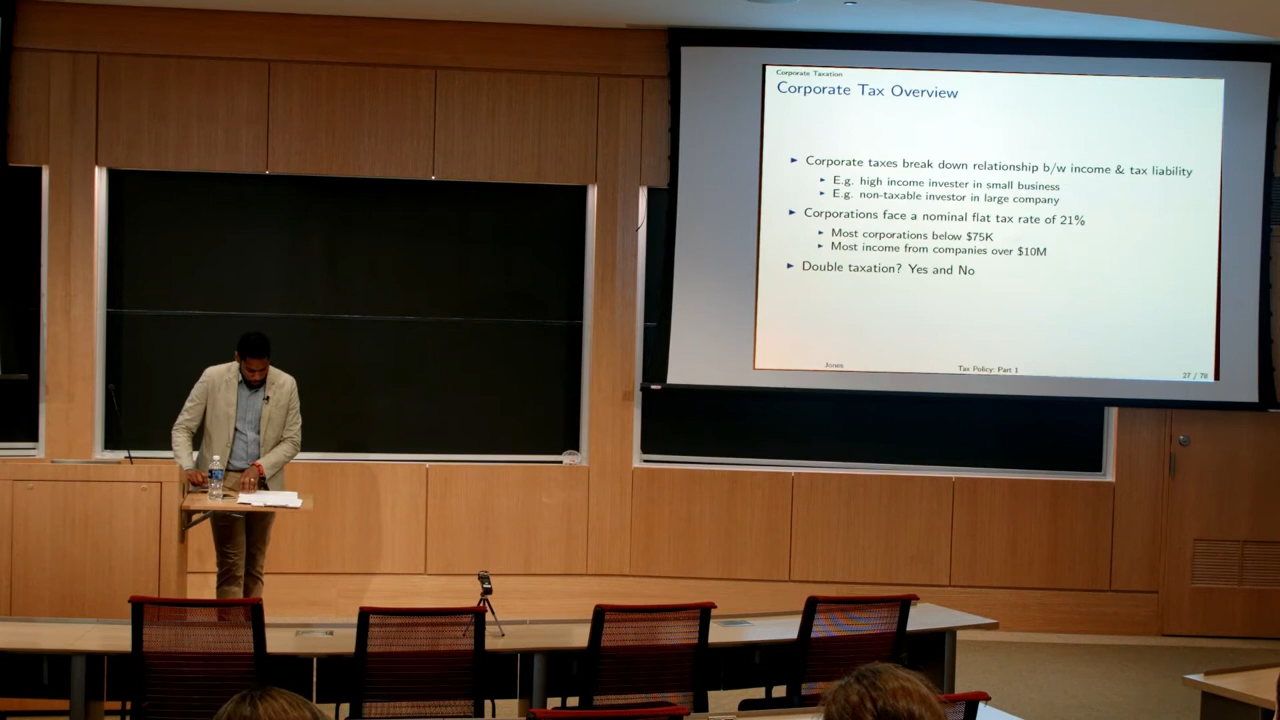 Corporate Taxation
Corporate Tax Overview
Corporate taxes break down relationship b/w income & tax liability
E.g. high income invester in small business
E.g. non-taxable investor in large company
Corporations face a nominal flat tax rate of 21%
Most corporations below $75K
Most income from companies over $10M
Double taxation? Yes and No
Jones
Tax Policy: Part 1
27 / 78